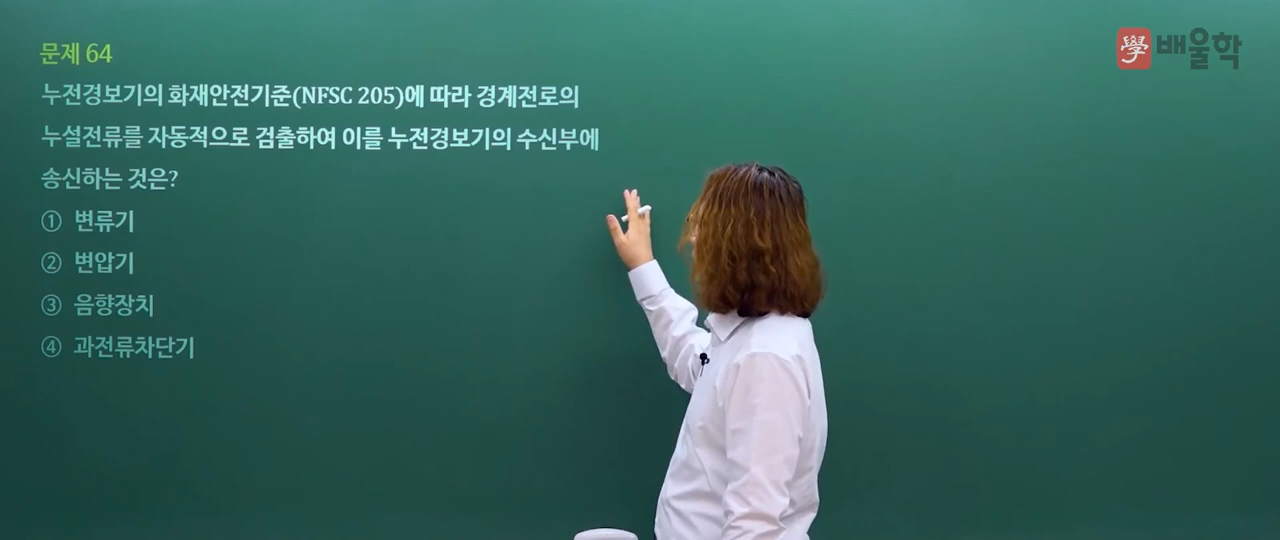 學 배울학
문제 64
누전경보기의 화재안전기준(NFSC 205)에 따라 경계전로의
누설전류를 자동적으로 검출하여 이를 누전경보기의 수신부에
송신하는 것은?
① 변류기
② 변압기
③ 음향장치
④ 과전류차단기